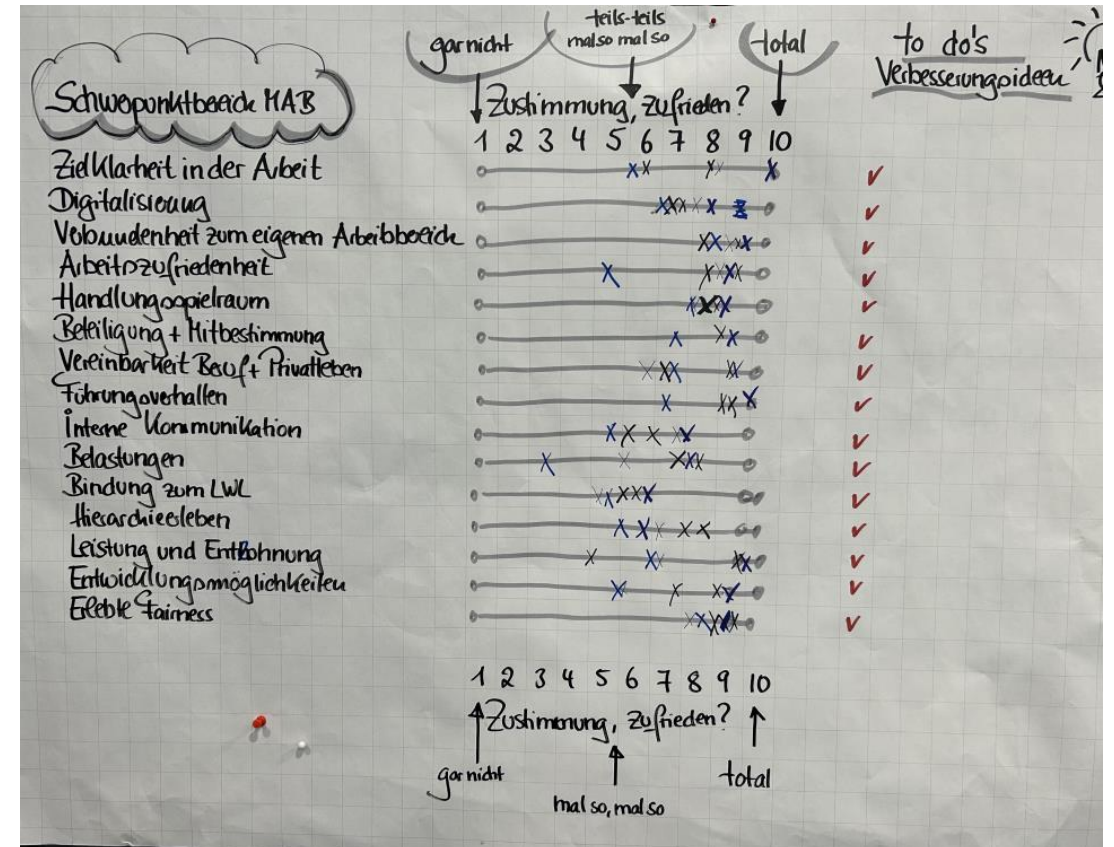 teils-teils
gar nicht mal so mal so total to do's
Verbesserungsideen
Schwepunktbereich MAB
Zustimmung, zufrieden?
1 2 3 4 5 6 7 8 9 10
Zielklarheit in der Arbeit
Digitalisierung
Verbundenheit zum eigenen Arbeitsbereich
Arbeitszufriedenheit
Handlungsspielraum
Beteiligung + Mitbestimmung
Vereinbarkeit Beruf + Privatleben
Führungsverhalten
Interne Kommunikation
Belastungen
Bindung zum LWL
Hierarchieerleben
Leistung und Entlohnung
Entwicklungsmöglichkeiten
Erlebte Fairness
1 2 3 4 5 6 7 8 9 10
Zustimmung, zufrieden?
gar nicht total
mal so, mal so